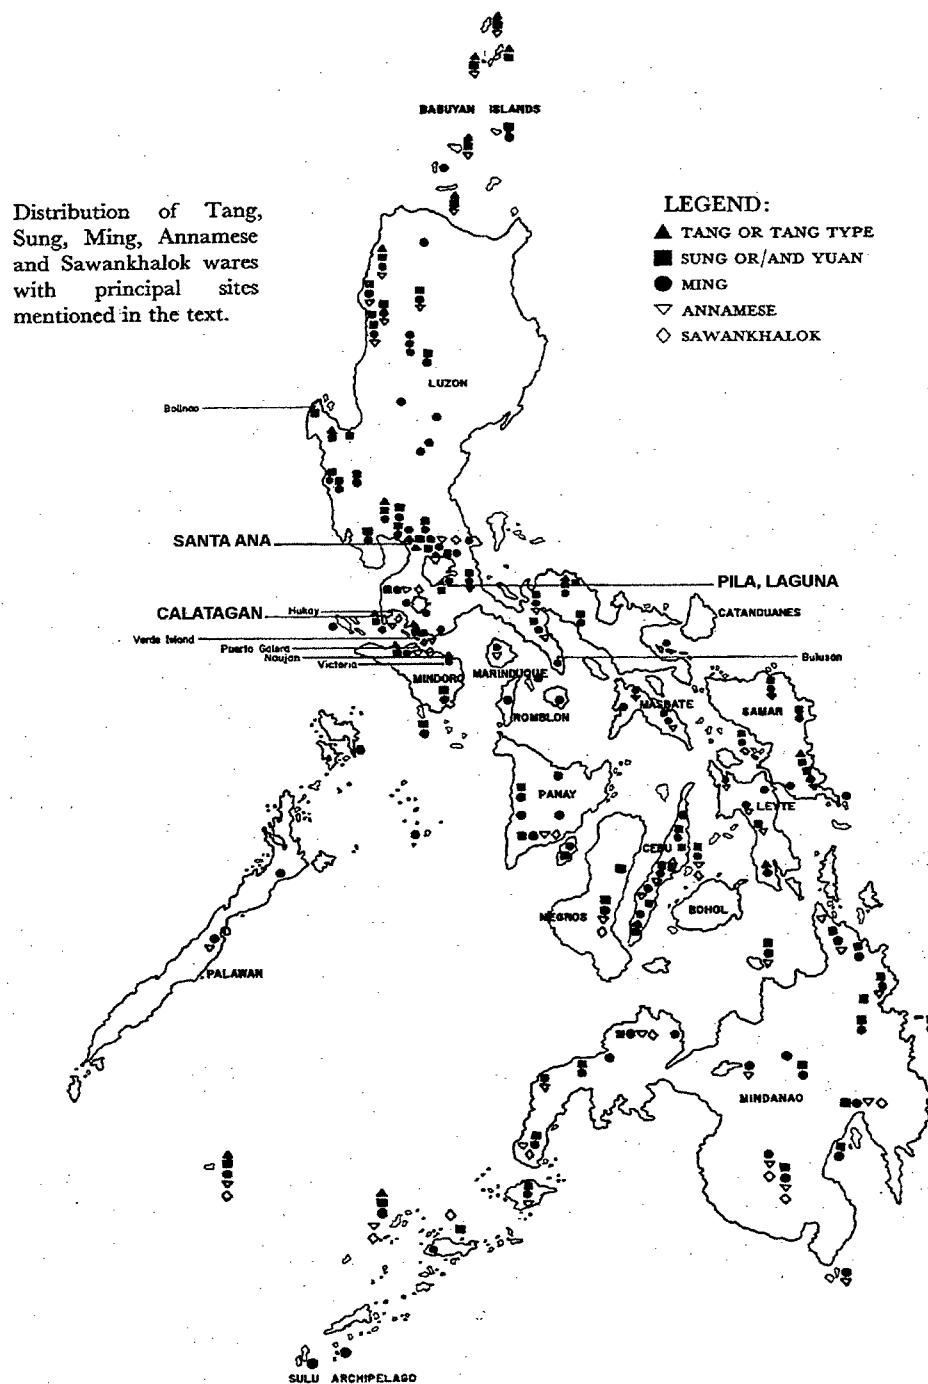 BABUYAN ISLANDS
Distribution of Tang,
Sung, Ming, Annamese
and Sawankhalok wares
with principal sites
mentioned in the text.
LEGEND:
TANG OR TANG TYPE
SUNG OR/AND YUAN
MING
ANNAMESE
SAWANKHALOK
LUZON
Bolinao
SANTA ANA
PILA, LAGUNA
CALATAGAN
Hukay
CATANDUANES
Verde Island
Puerto Galera
Naujan
Victoria
Bulusan
MINDORO
MARINDUQUE
MASBATE
SAMAR
ROMBLON
PANAY
LEYTE
CEBU
NEGROS
BOHOL
PALAWAN
MINDANAO
SULU ARCHIPELAGO